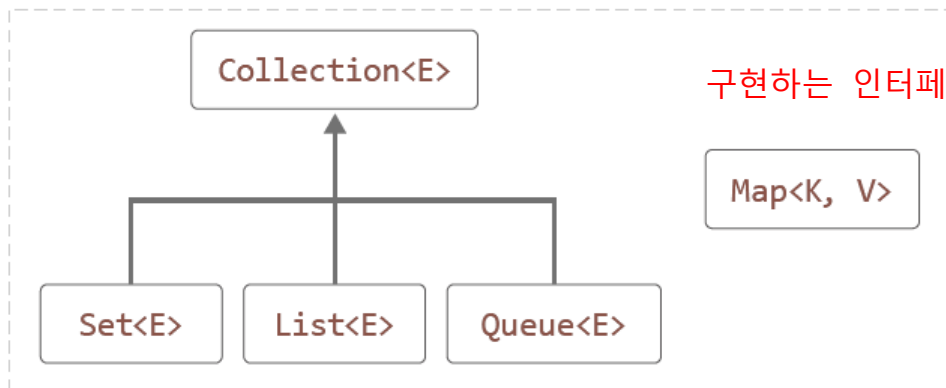 Collection<E>
구현하는 인터페
Map<K, V>
Set<E>
List<E>
Queue<E>